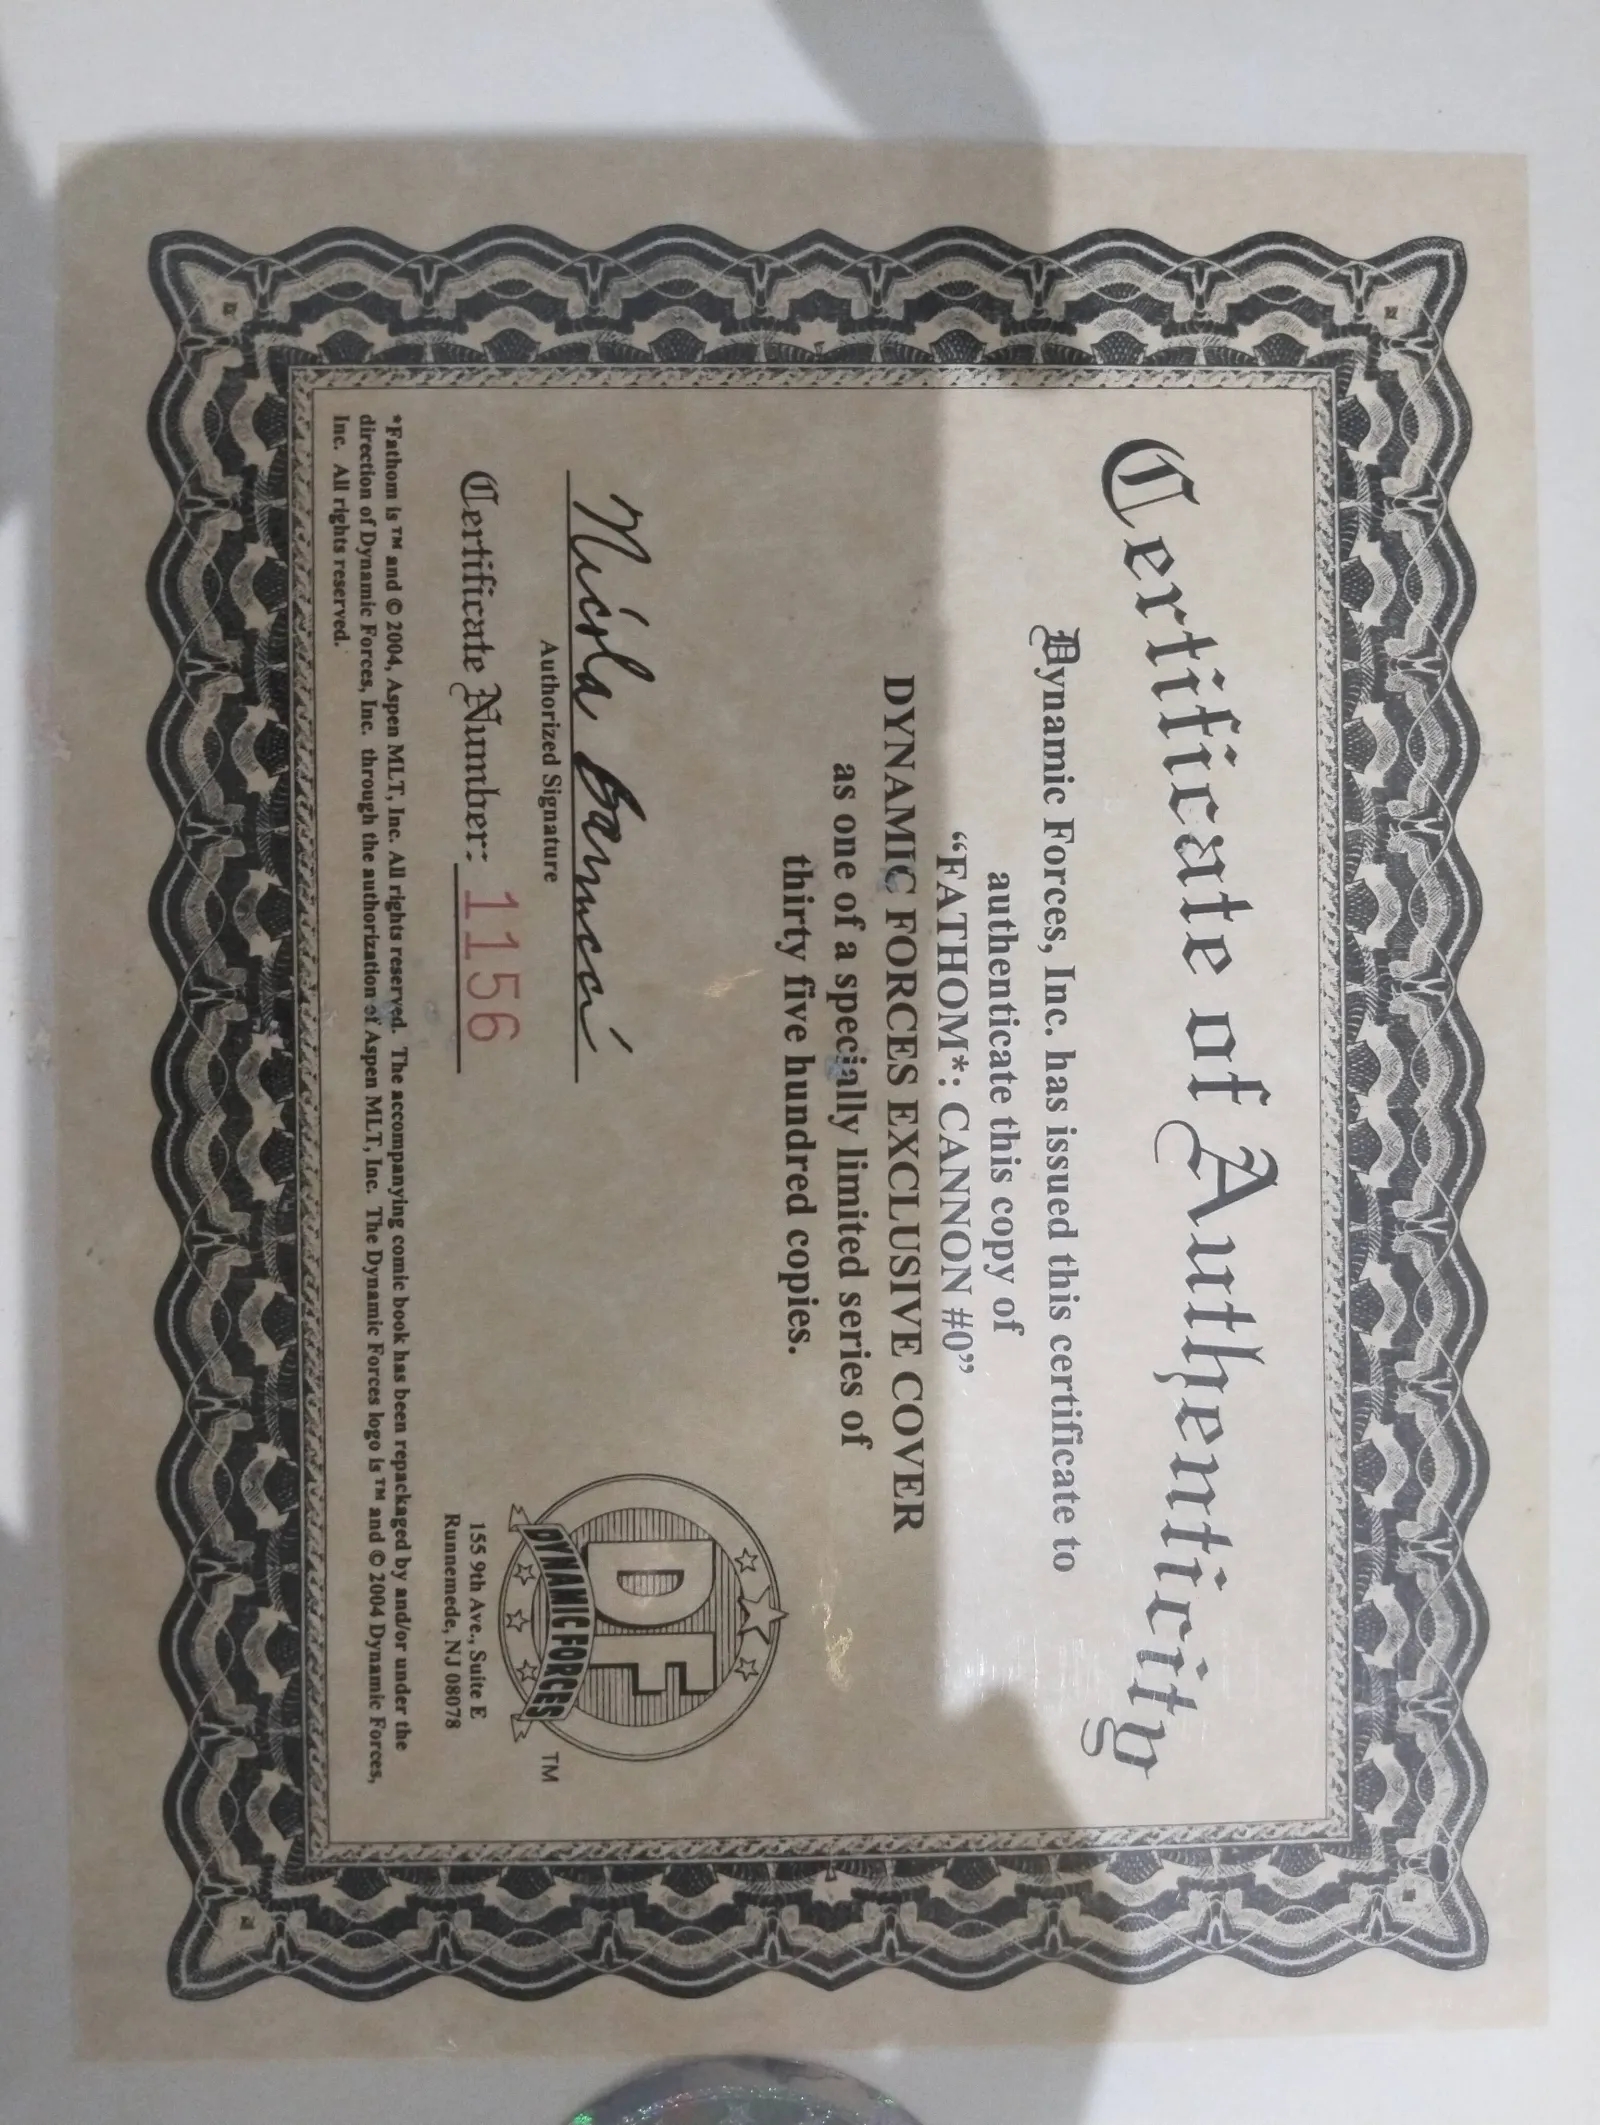 Certificate of Authenticity
Dynamic Forces, Inc. has issued this certificate to
authenticate this copy of
“FATHOM*: CANNON #0”
DYNAMIC FORCES EXCLUSIVE COVER
as one of a specially limited series of
thirty five hundred copies.
Authorized Signature
Certificate Number: 1156
DF
DYNAMIC FORCES
TM
155 9th Ave., Suite E
Runnemede, NJ 08078
*Fathom is ™ and © 2004, Aspen MLT, Inc. All rights reserved. The accompanying comic book has been repackaged by and/or under the
direction of Dynamic Forces, Inc. through the authorization of Aspen MLT, Inc. The Dynamic Forces logo is ™ and © 2004 Dynamic Forces,
Inc. All rights reserved.